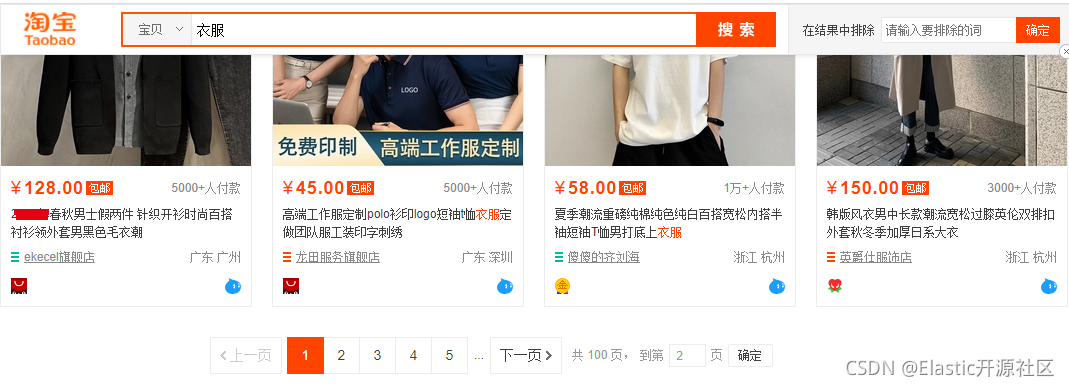 淘宝
Taobao
宝贝
衣服
搜 索
在结果中排除
请输入要排除的词
确定
LOGO
免费印制
高端工作服定制
￥128.00 包邮 5000+人付款
春秋男士假两件 针织开衫时尚百搭
衬衫领外套男黑色毛衣潮
ekecel旗舰店 广东 广州
￥45.00 包邮 5000+人付款
高端工作服定制polo衫印logo短袖t恤衣服定
做团队服工装印字刺绣
龙田服务旗舰店 广东 深圳
￥58.00 包邮 1万+人付款
夏季潮流重磅纯棉纯色纯白百搭宽松内搭半
袖短袖T恤男打底上衣服
傻傻的齐刘海 浙江 杭州
￥150.00 包邮 3000+人付款
韩版风衣男中长款潮流宽松过膝英伦双排扣
外套秋冬季加厚日系大衣
英爵仕服饰店 浙江 杭州
金
上一页 1 2 3 4 5 ... 下一页 共 100 页， 到第 2 页 确定
CSDN @Elastic开源社区